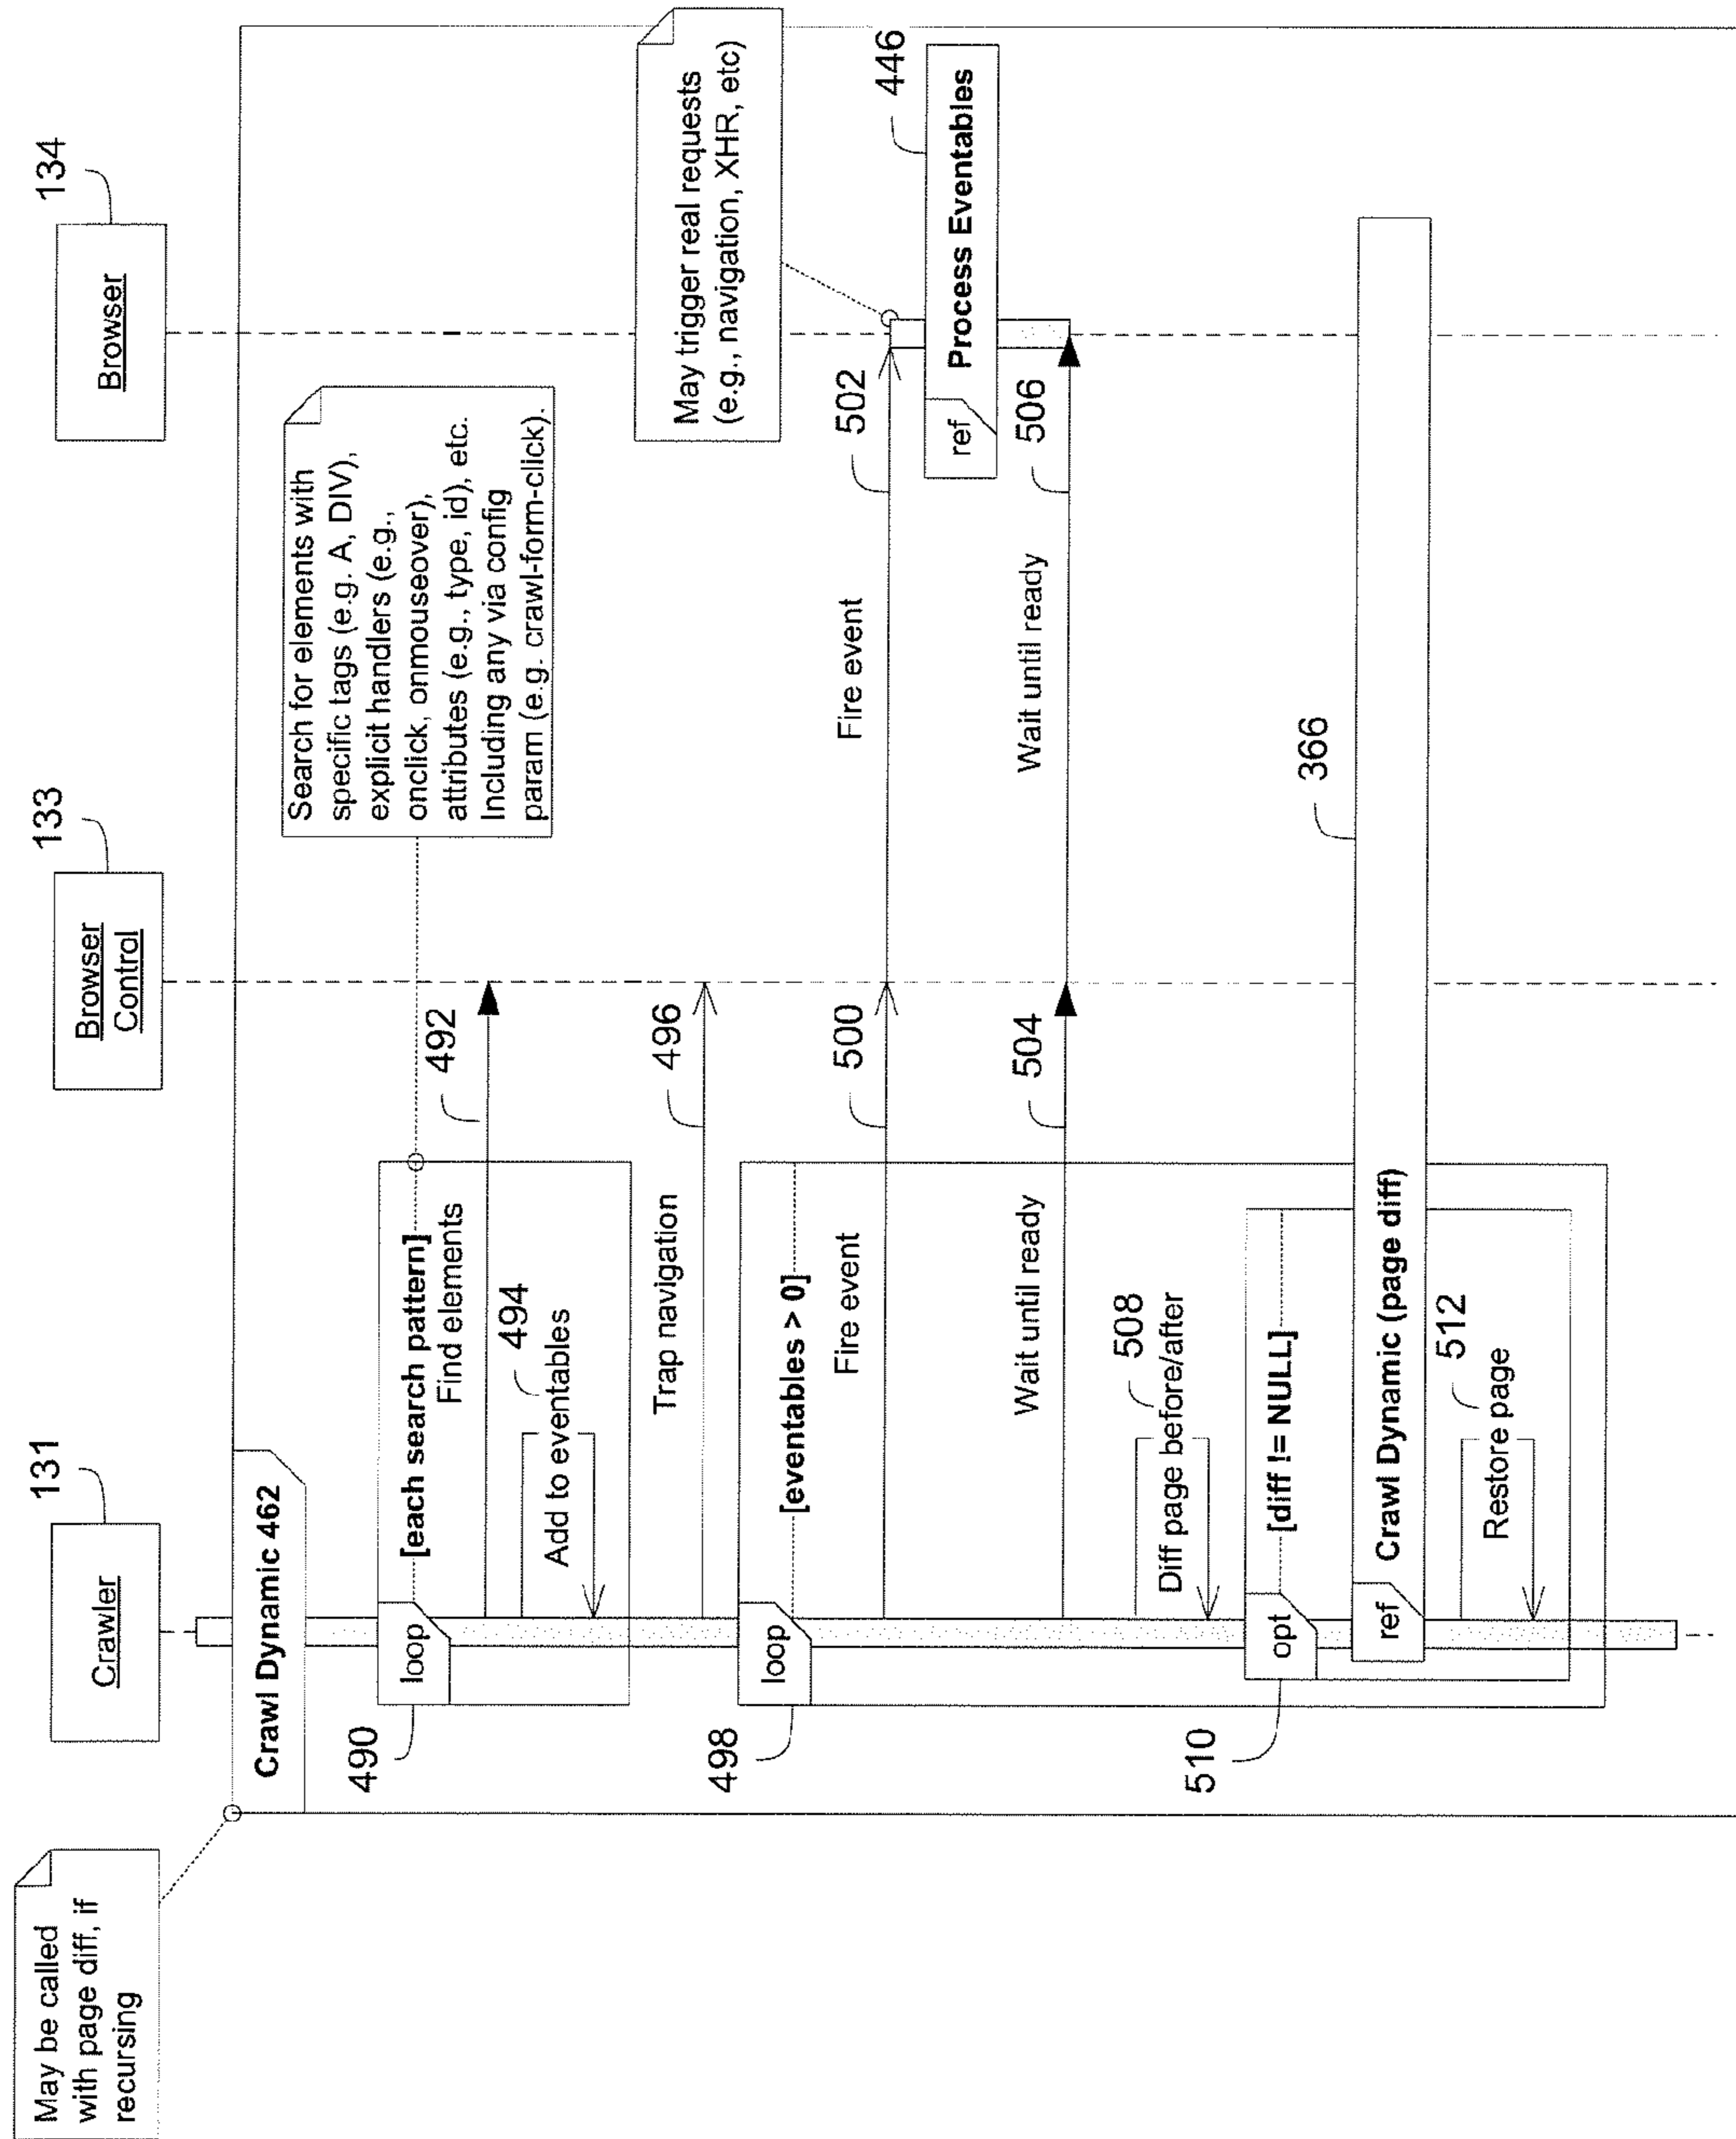 May be called
with page diff, if
recursing
131
Crawler
133
Browser
Control
134
Browser
Crawl Dynamic 462
490
loop
[each search pattern]
Find elements
492
494
Add to eventables
Search for elements with
specific tags (e.g. A, DIV),
explicit handlers (e.g.,
onclick, onmouseover),
attributes (e.g., type, id), etc.
Including any via config
param (e.g. crawl-form-click).
Trap navigation
496
May trigger real requests
(e.g., navigation, XHR, etc)
498
loop
[eventables > 0]
Fire event
500
Fire event
502
446
ref
Process Eventables
Wait until ready
504
Wait until ready
506
508
Diff page before/after
510
opt
[diff != NULL]
ref
Crawl Dynamic (page diff)
366
512
Restore page